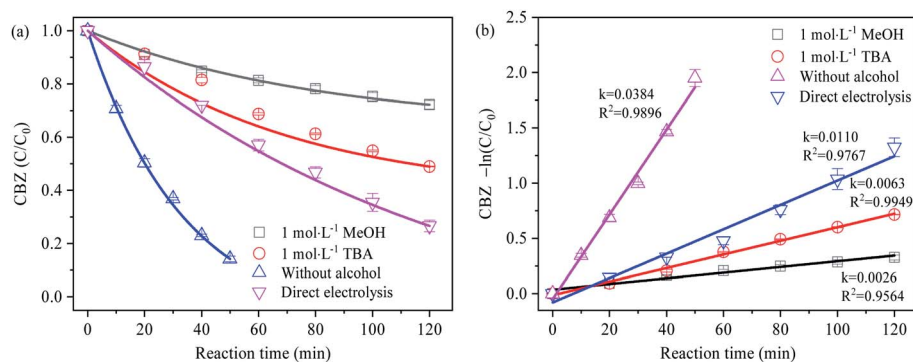 (a)
CBZ (C/C₀)
1.0
0.8
0.6
0.4
0.2
0.0
1 mol·L⁻¹ MeOH
1 mol·L⁻¹ TBA
Without alcohol
Direct electrolysis
0 20 40 60 80 100 120
Reaction time (min)
(b)
CBZ −ln(C/C₀)
2.5
2.0
1.5
1.0
0.5
0.0
1 mol·L⁻¹ MeOH
1 mol·L⁻¹ TBA
Without alcohol
Direct electrolysis
k=0.0384
R²=0.9896
k=0.0110
R²=0.9767
k=0.0063
R²=0.9949
k=0.0026
R²=0.9564
0 20 40 60 80 100 120
Reaction time (min)